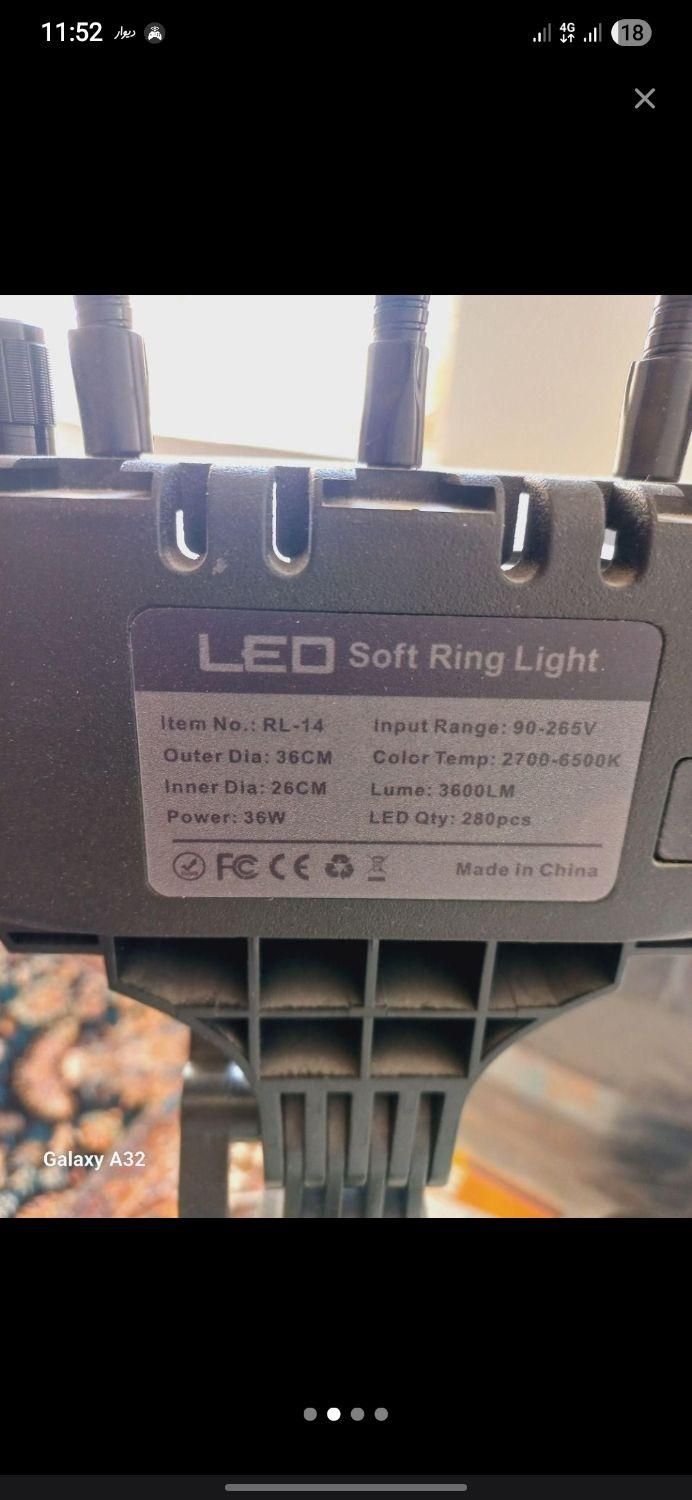 11:52 دیوار 4G 18
LED Soft Ring Light
Item No.: RL-14 Input Range: 90-265V
Outer Dia: 36CM Color Temp: 2700-6500K
Inner Dia: 26CM Lume: 3600LM
Power: 36W LED Qty: 280pcs
FC CE Made in China
Galaxy A32